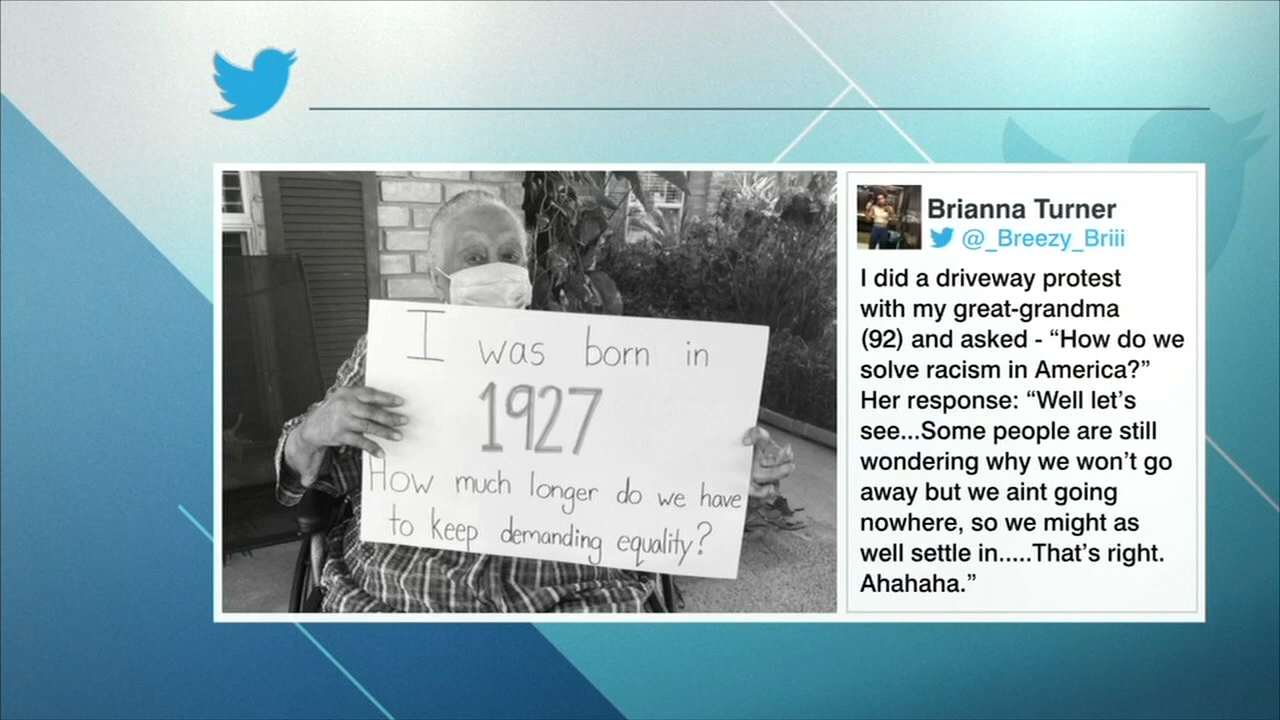 I was born in
1927
How much longer do we have
to keep demanding equality?
Brianna Turner
@_Breezy_Briii
I did a driveway protest
with my great-grandma
(92) and asked - “How do we
solve racism in America?”
Her response: “Well let’s
see...Some people are still
wondering why we won’t go
away but we aint going
nowhere, so we might as
well settle in.....That’s right.
Ahahaha.”